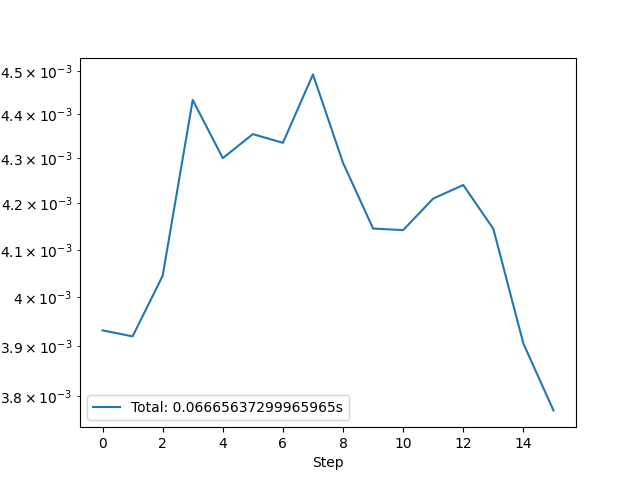 4.5 × 10⁻³
4.4 × 10⁻³
4.3 × 10⁻³
4.2 × 10⁻³
4.1 × 10⁻³
4 × 10⁻³
3.9 × 10⁻³
3.8 × 10⁻³
Total: 0.06665637299965965s
0 2 4 6 8 10 12 14
Step